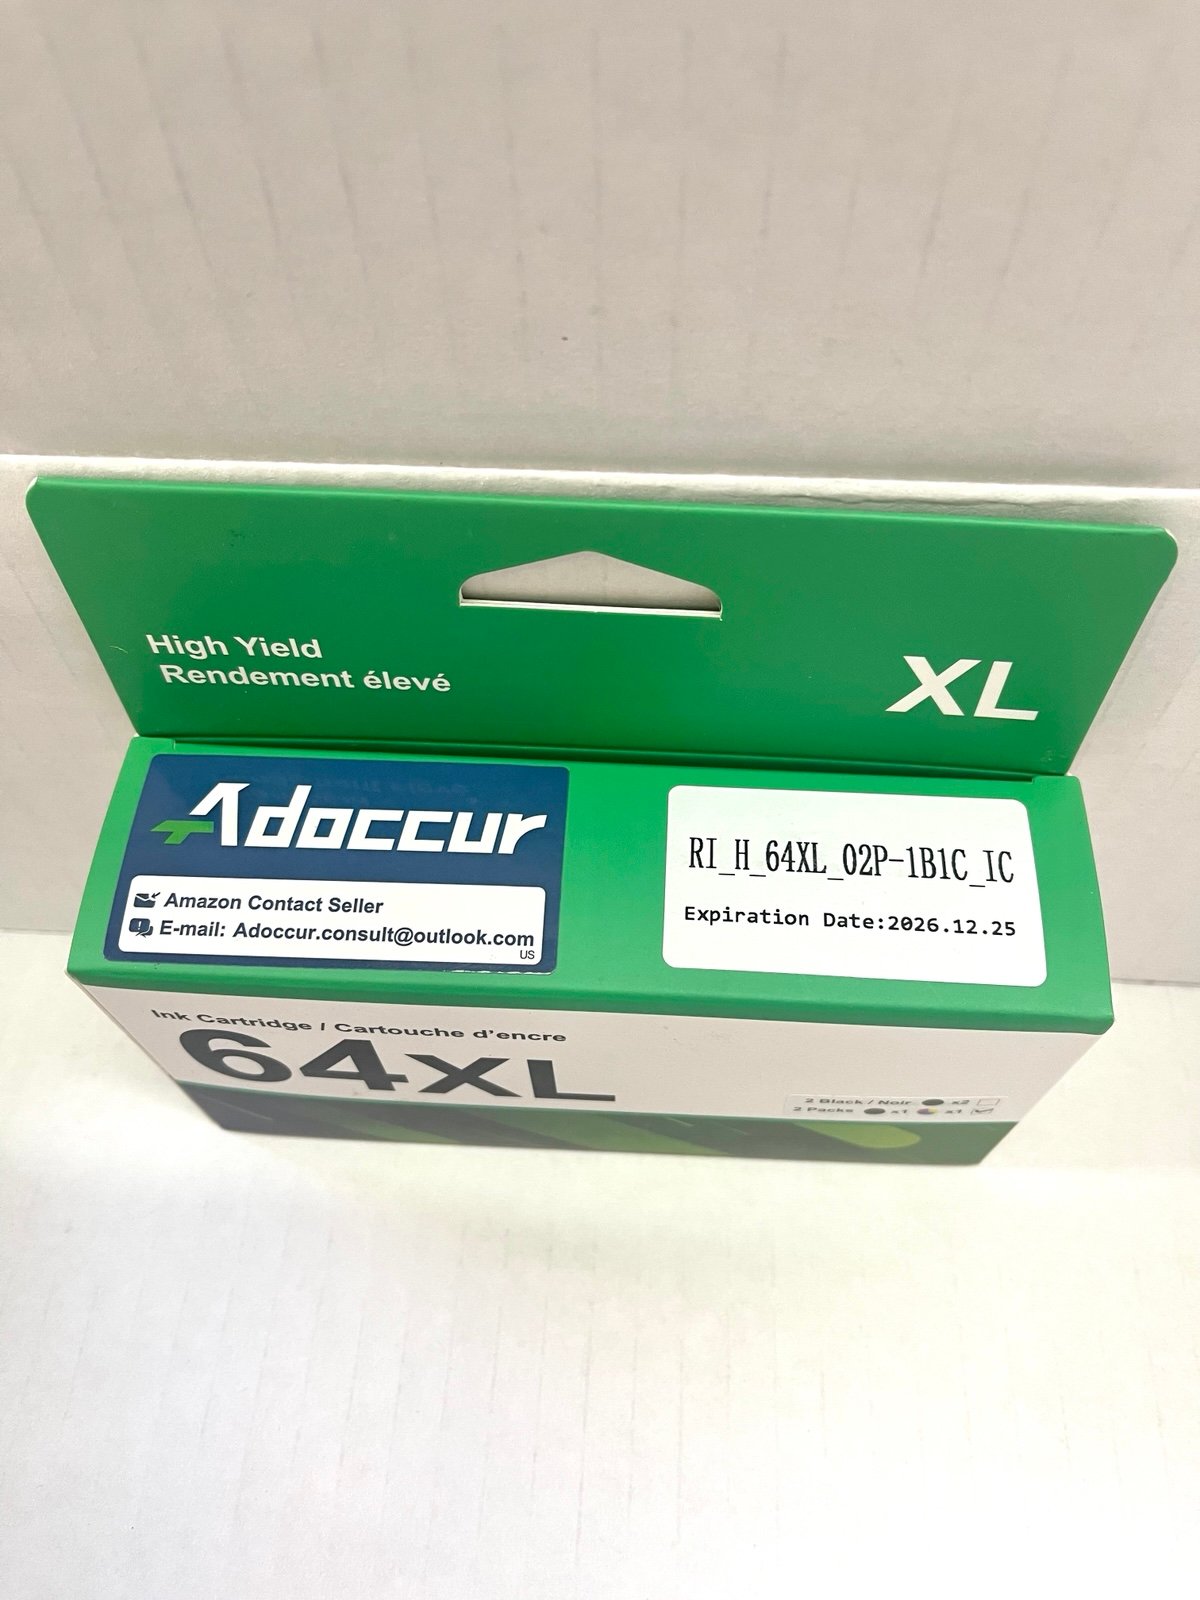 High Yield
Rendement élevé
XL
Adoccur
Amazon Contact Seller
E-mail: Adoccur.consult@outlook.com
US
RI_H_64XL_02P-1B1C_IC
Expiration Date:2026.12.25
Ink Cartridge / Cartouche d'encre
64XL
2 Black / Noir x2
2 Packs x1 x1